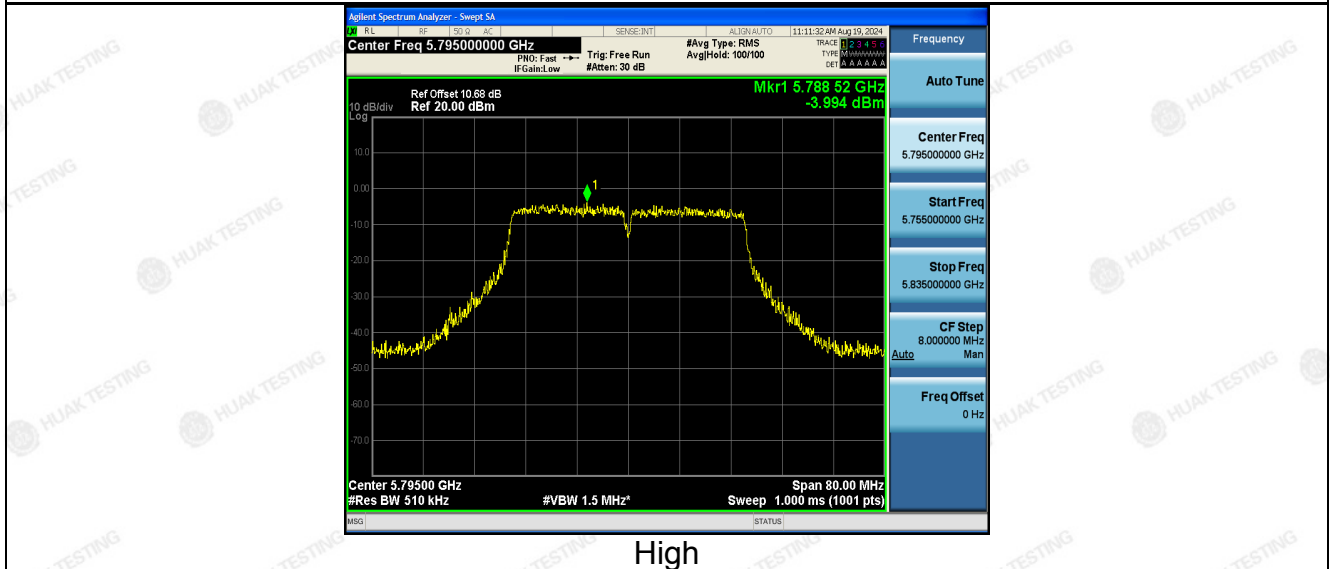 Agilent Spectrum Analyzer - Swept SA
RL RF 50 Ω AC SENSE:INT ALIGN AUTO 11:11:32 AM Aug 19, 2024
Center Freq 5.795000000 GHz
PNO: Fast
IFGain:Low
Trig: Free Run
#Atten: 30 dB
#Avg Type: RMS
Avg|Hold: 100/100
TRACE 1 2 3 4 5 6
TYPE M
DET A A A A A A
Mkr1 5.788 52 GHz
-3.994 dBm
Ref Offset 10.68 dB
10 dB/div Ref 20.00 dBm
Log
1
10.0
0.00
-10.0
-20.0
-30.0
-40.0
-50.0
-60.0
-70.0
Center 5.79500 GHz Span 80.00 MHz
#Res BW 510 kHz #VBW 1.5 MHz* Sweep 1.000 ms (1001 pts)
MSG STATUS
Frequency
Auto Tune
Center Freq
5.795000000 GHz
Start Freq
5.755000000 GHz
Stop Freq
5.835000000 GHz
CF Step
8.000000 MHz
Auto Man
Freq Offset
0 Hz
High
HUAK TESTING